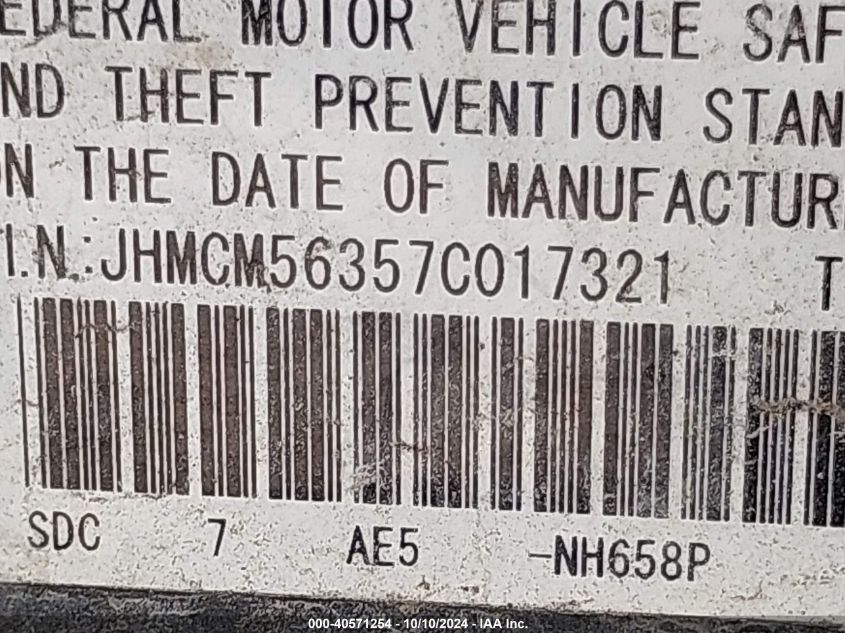 EDERAL MOTOR VEHICLE SAF
ND THEFT PREVENTION STAN
N THE DATE OF MANUFACTUR
I.N.:JHMCM56357C017321 T
SDC 7 AE5 -NH658P
000-40571254 - 10/10/2024 - IAA Inc.